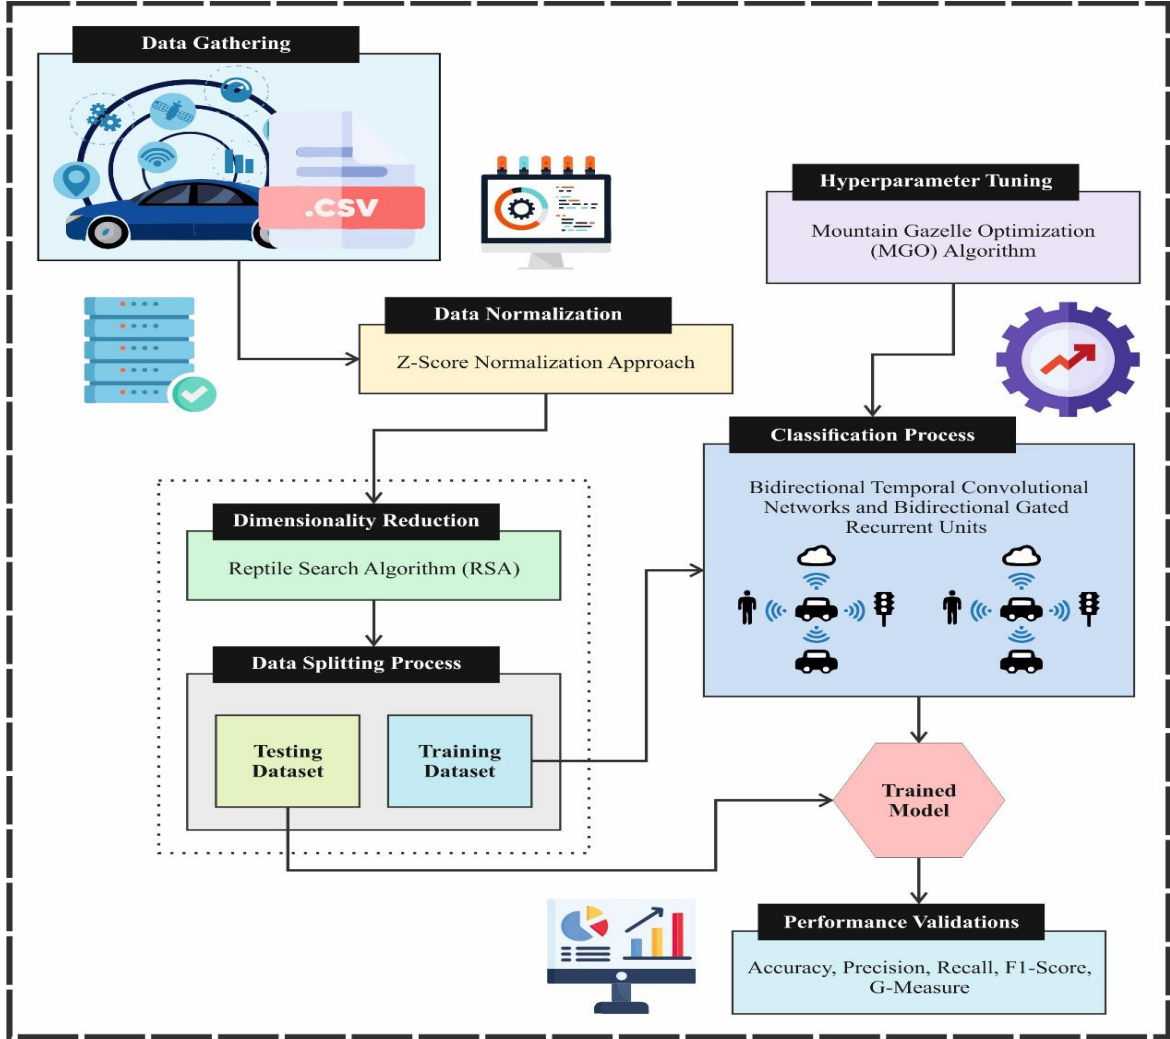 Data Gathering
.CSV
Hyperparameter Tuning
Mountain Gazelle Optimization
(MGO) Algorithm
Data Normalization
Z-Score Normalization Approach
Classification Process
Bidirectional Temporal Convolutional
Networks and Bidirectional Gated
Recurrent Units
Dimensionality Reduction
Reptile Search Algorithm (RSA)
Data Splitting Process
Testing
Dataset
Training
Dataset
Trained
Model
Performance Validations
Accuracy, Precision, Recall, F1-Score,
G-Measure